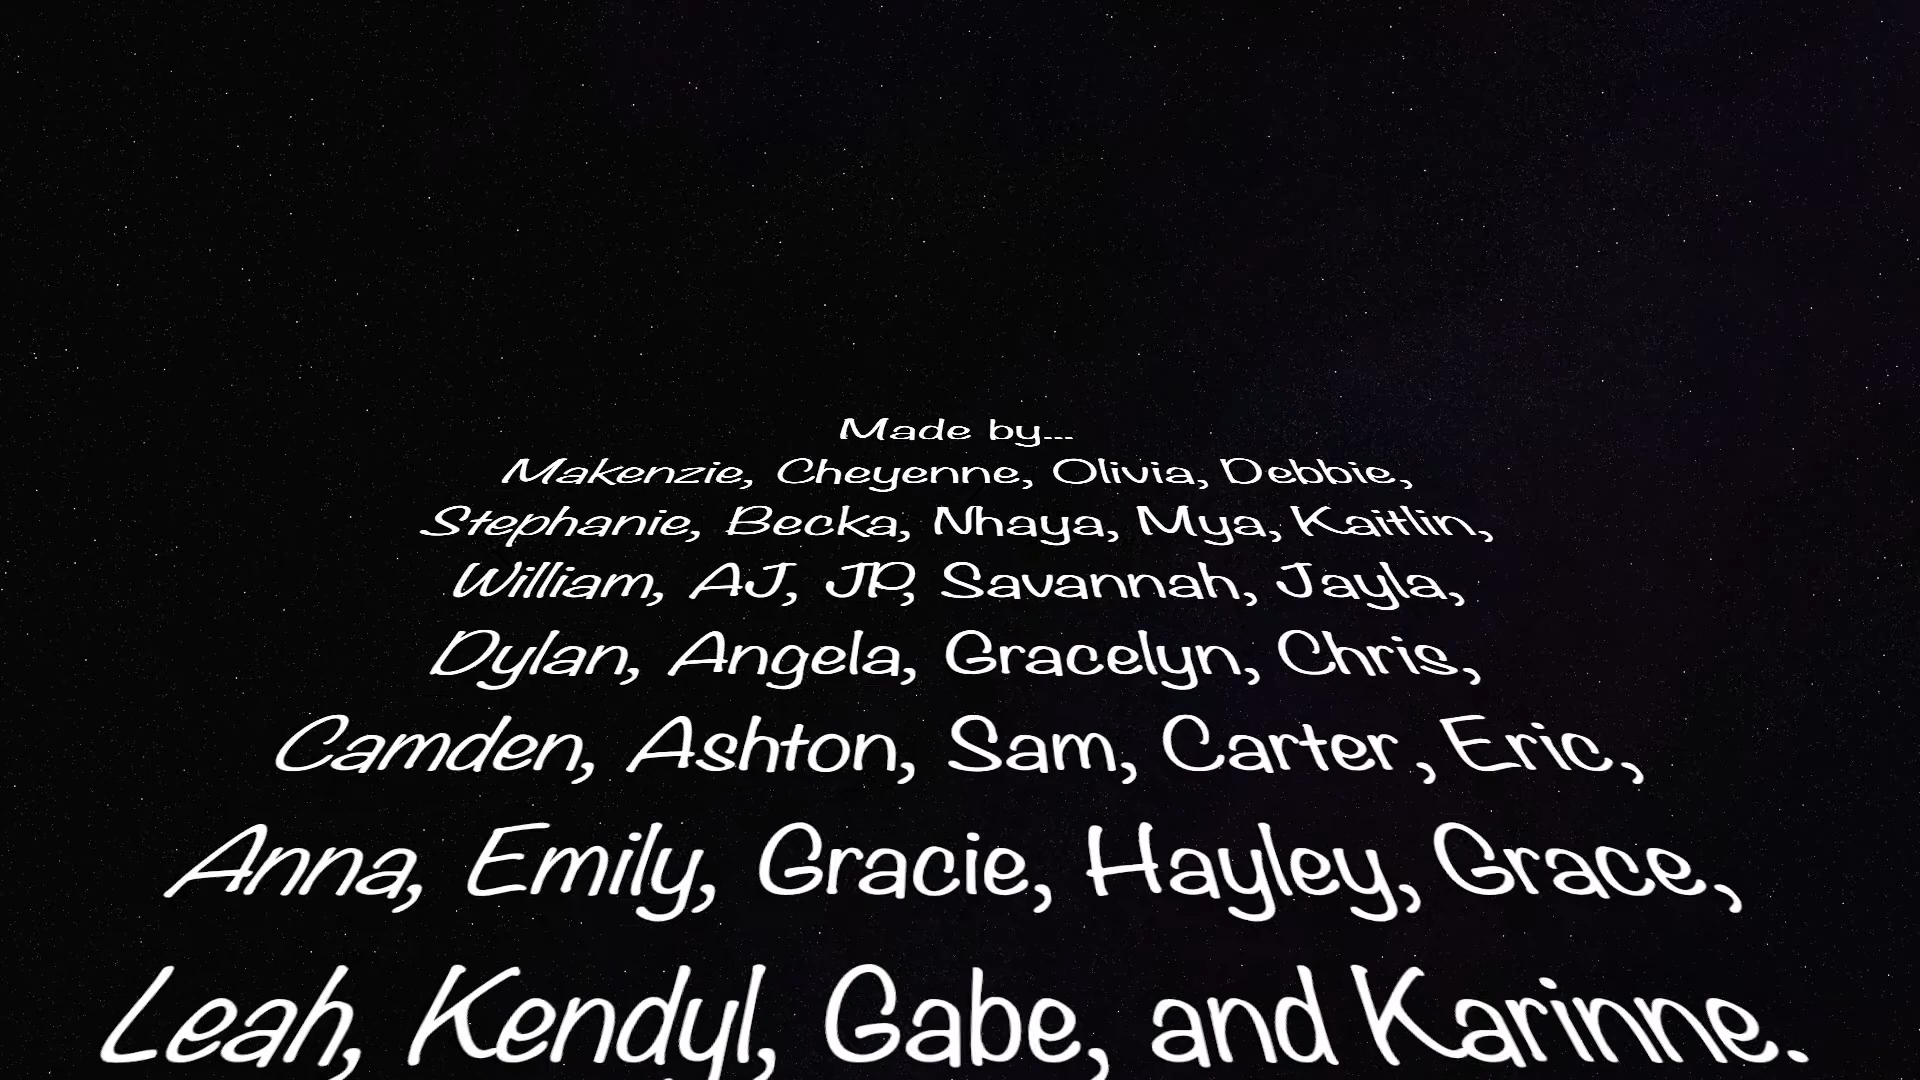 Made by...
Makenzie, Cheyenne, Olivia, Debbie,
Stephanie, Becka, Nhaya, Mya, Kaitlin,
William, AJ, JP, Savannah, Jayla,
Dylan, Angela, Gracelyn, Chris,
Camden, Ashton, Sam, Carter , Eric,
Anna, Emily, Gracie, Hayley, Grace,
Leah, Kendyl, Gabe, and Karinne.